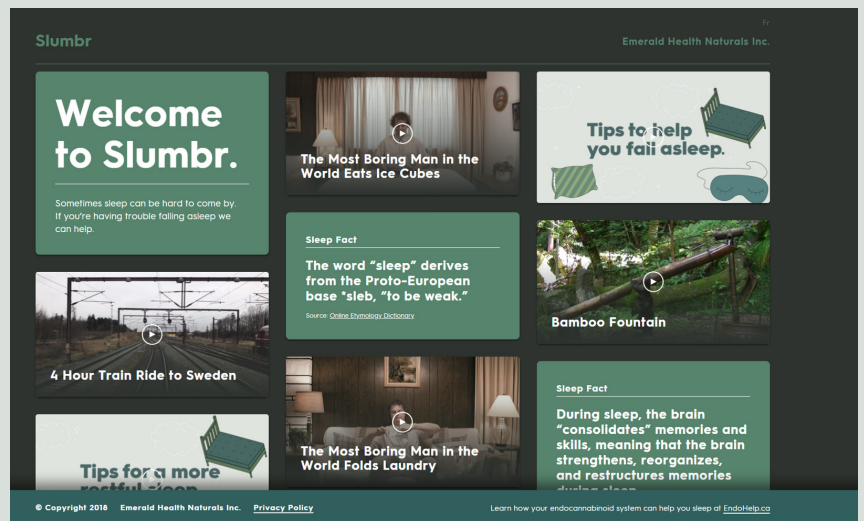 Fr
Slumbr
Emerald Health Naturals Inc.
Welcome
to Slumbr.
Sometimes sleep can be hard to come by.
If you're having trouble falling asleep we
can help.
4 Hour Train Ride to Sweden
Tips for a more
restful sleep
The Most Boring Man in the
World Eats Ice Cubes
Sleep Fact
The word “sleep” derives
from the Proto-European
base *sleb, “to be weak.”
Source: Online Etymology Dictionary
The Most Boring Man in the
World Folds Laundry
Tips to help
you fall asleep.
Bamboo Fountain
Sleep Fact
During sleep, the brain
“consolidates” memories and
skills, meaning that the brain
strengthens, reorganizes,
and restructures memories
during sleep
© Copyright 2018 Emerald Health Naturals Inc. Privacy Policy
Learn how your endocannabinoid system can help you sleep at EndoHelp.ca